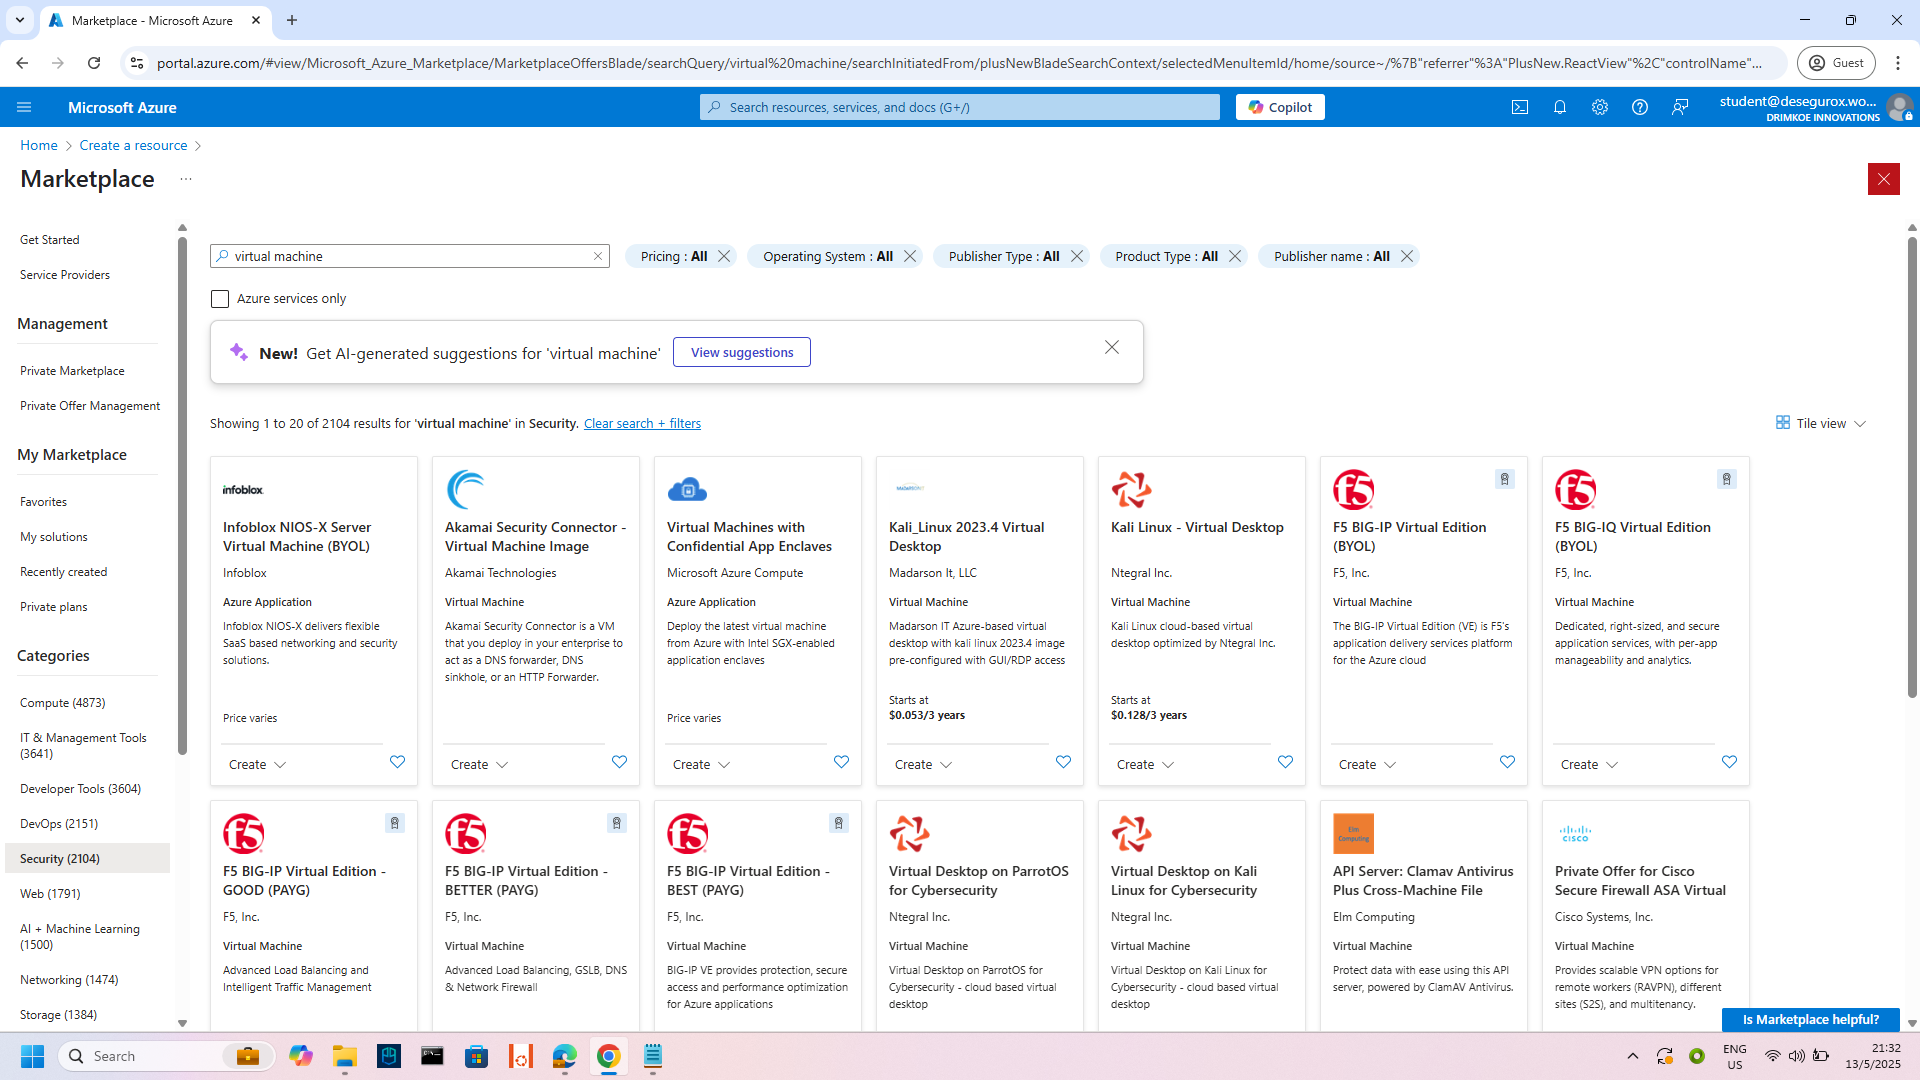 Marketplace - Microsoft Azure
portal.azure.com/#view/Microsoft_Azure_Marketplace/MarketplaceOffersBlade/searchQuery/virtual%20machine/searchInitiatedFrom/plusNewBladeSearchContext/selectedMenuItemId/home/source~/%7B"referrer"%3A"PlusNew.ReactView"%2C"controlName"...
Guest
Microsoft Azure
Search resources, services, and docs (G+/)
Copilot
student@desegurox.wo...
DRIMKOE INNOVATIONS
Home
Create a resource
Marketplace
...
Get Started
Service Providers
Management
Private Marketplace
Private Offer Management
My Marketplace
Favorites
My solutions
Recently created
Private plans
Categories
Compute (4873)
IT & Management Tools
(3641)
Developer Tools (3604)
DevOps (2151)
Security (2104)
Web (1791)
AI + Machine Learning
(1500)
Networking (1474)
Storage (1384)
virtual machine
Pricing : All
Operating System : All
Publisher Type : All
Product Type : All
Publisher name : All
Azure services only
New! Get AI-generated suggestions for 'virtual machine'
View suggestions
Showing 1 to 20 of 2104 results for 'virtual machine' in Security. Clear search + filters
Tile view
Infoblox
Infoblox NIOS-X Server
Virtual Machine (BYOL)
Infoblox
Azure Application
Infoblox NIOS-X delivers flexible
SaaS based networking and security
solutions.
Price varies
Create
Akamai Security Connector -
Virtual Machine Image
Akamai Technologies
Virtual Machine
Akamai Security Connector is a VM
that you deploy in your enterprise to
act as a DNS forwarder, DNS
sinkhole, or an HTTP Forwarder.
Create
Virtual Machines with
Confidential App Enclaves
Microsoft Azure Compute
Azure Application
Deploy the latest virtual machine
from Azure with Intel SGX-enabled
application enclaves
Price varies
Create
Kali_Linux 2023.4 Virtual
Desktop
Madarson It, LLC
Virtual Machine
Madarson IT Azure-based virtual
desktop with kali linux 2023.4 image
pre-configured with GUI/RDP access
Starts at
$0.053/3 years
Create
Kali Linux - Virtual Desktop
Ntegral Inc.
Virtual Machine
Kali Linux cloud-based virtual
desktop optimized by Ntegral Inc.
Starts at
$0.128/3 years
Create
f5
F5 BIG-IP Virtual Edition
(BYOL)
F5, Inc.
Virtual Machine
The BIG-IP Virtual Edition (VE) is F5's
application delivery services platform
for the Azure cloud
Create
f5
F5 BIG-IQ Virtual Edition
(BYOL)
F5, Inc.
Virtual Machine
Dedicated, right-sized, and secure
application services, with per-app
manageability and analytics.
Create
f5
F5 BIG-IP Virtual Edition -
GOOD (PAYG)
F5, Inc.
Virtual Machine
Advanced Load Balancing and
Intelligent Traffic Management
f5
F5 BIG-IP Virtual Edition -
BETTER (PAYG)
F5, Inc.
Virtual Machine
Advanced Load Balancing, GSLB, DNS
& Network Firewall
f5
F5 BIG-IP Virtual Edition -
BEST (PAYG)
F5, Inc.
Virtual Machine
BIG-IP VE provides protection, secure
access and performance optimization
for Azure applications
Virtual Desktop on ParrotOS
for Cybersecurity
Ntegral Inc.
Virtual Machine
Virtual Desktop on ParrotOS for
Cybersecurity - cloud based virtual
desktop
Virtual Desktop on Kali
Linux for Cybersecurity
Ntegral Inc.
Virtual Machine
Virtual Desktop on Kali Linux for
Cybersecurity - cloud based virtual
desktop
Elm
Computing
API Server: Clamav Antivirus
Plus Cross-Machine File
Elm Computing
Virtual Machine
Protect data with ease using this API
server, powered by ClamAV Antivirus.
CISCO
Private Offer for Cisco
Secure Firewall ASA Virtual
Cisco Systems, Inc.
Virtual Machine
Provides scalable VPN options for
remote workers (RAVPN), different
sites (S2S), and multitenancy.
Is Marketplace helpful?
Search
ENG
US
21:32
13/5/2025